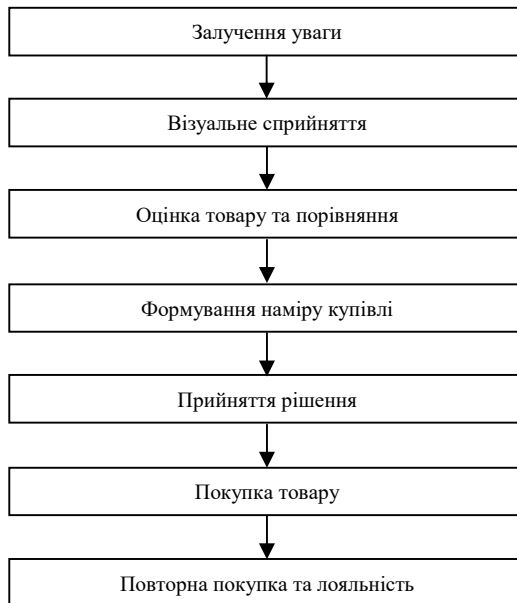 Залучення уваги
Візуальне сприйняття
Оцінка товару та порівняння
Формування наміру купівлі
Прийняття рішення
Покупка товару
Повторна покупка та лояльність